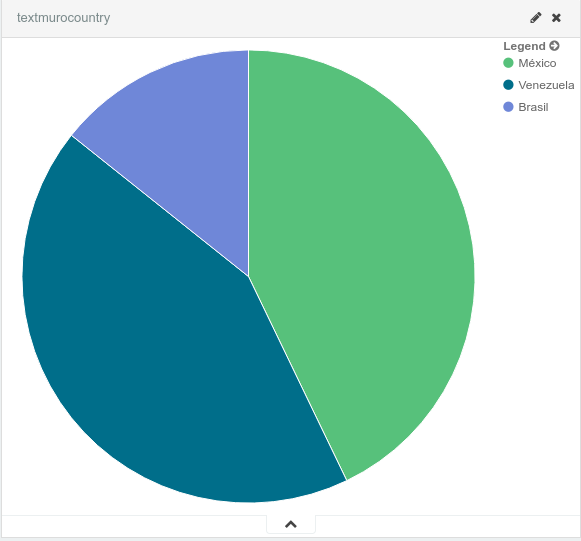 textmurocountry
Legend
México
Venezuela
Brasil